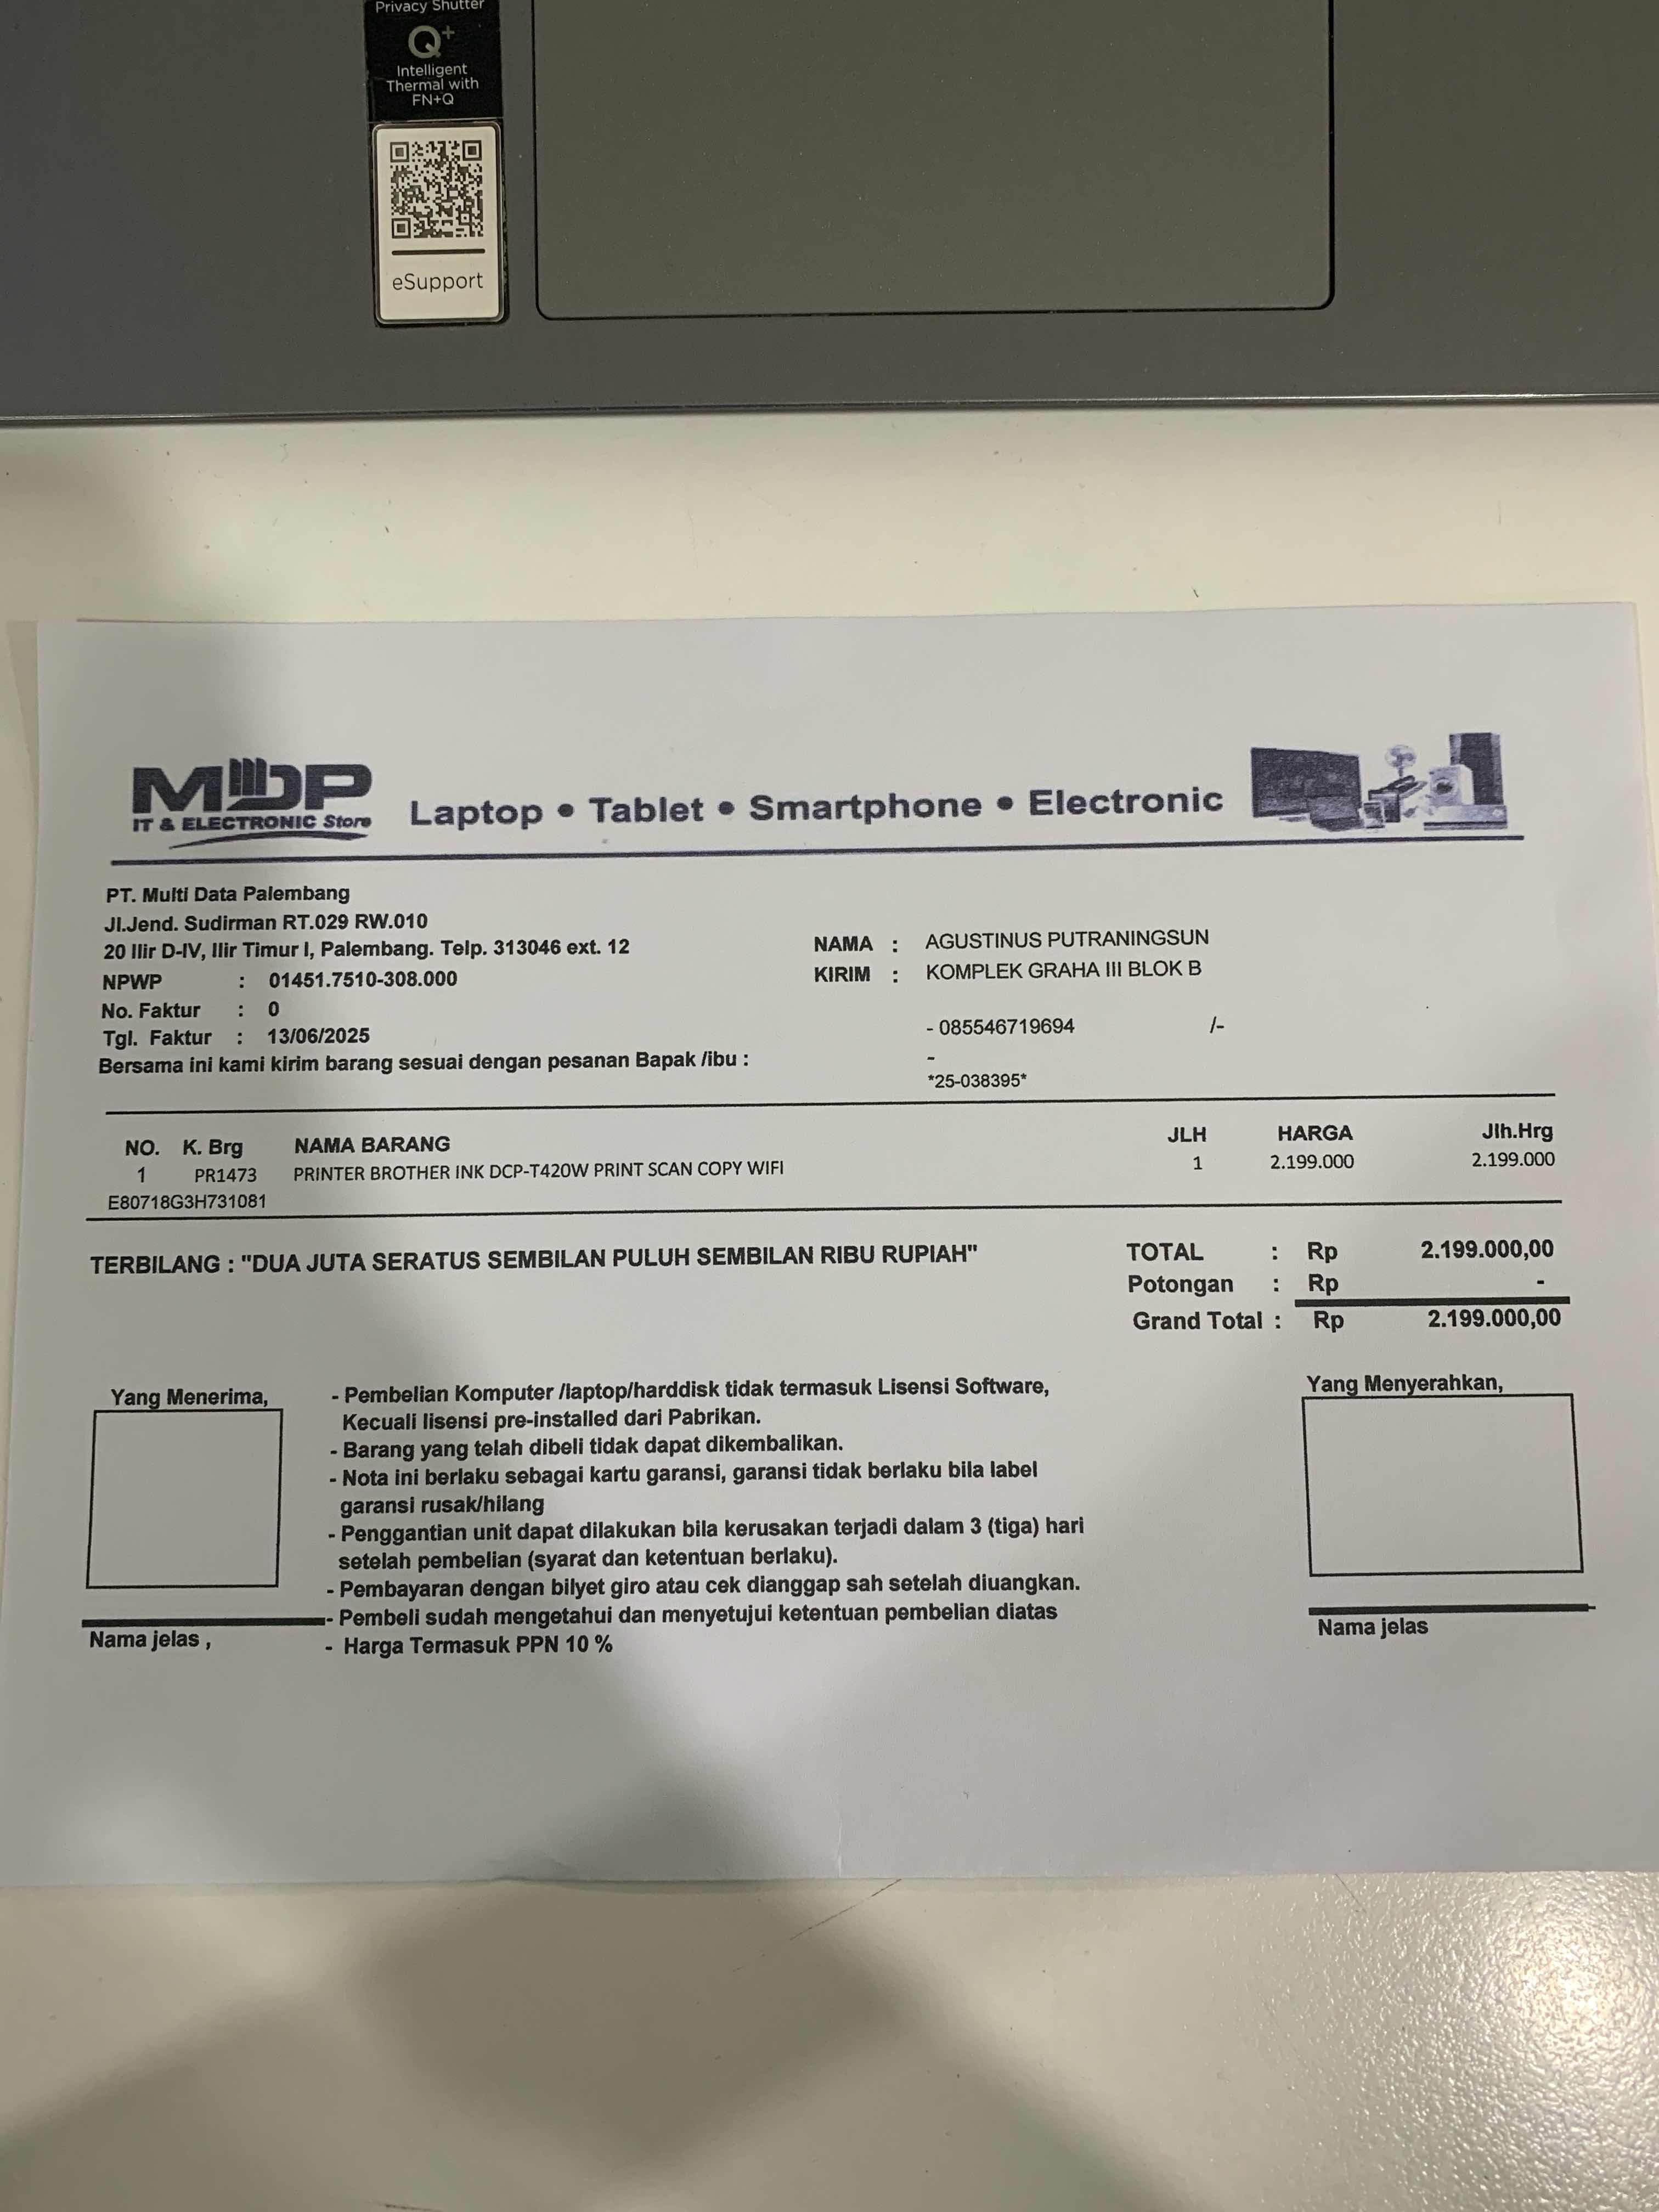 Privacy Shutter
Q+
Intelligent
Thermal with
FN+Q
eSupport
MDP
IT & ELECTRONIC Store
Laptop • Tablet • Smartphone • Electronic
PT. Multi Data Palembang
Jl.Jend. Sudirman RT.029 RW.010
20 Ilir D-IV, Ilir Timur I, Palembang. Telp. 313046 ext. 12
NPWP : 01451.7510-308.000
No. Faktur : 0
Tgl. Faktur : 13/06/2025
Bersama ini kami kirim barang sesuai dengan pesanan Bapak /ibu :
NAMA : AGUSTINUS PUTRANINGSUN
KIRIM : KOMPLEK GRAHA III BLOK B
- 085546719694 /-
-
*25-038395*
NO. K. Brg NAMA BARANG JLH HARGA Jlh.Hrg
1 PR1473 PRINTER BROTHER INK DCP-T420W PRINT SCAN COPY WIFI 1 2.199.000 2.199.000
E80718G3H731081
TERBILANG : "DUA JUTA SERATUS SEMBILAN PULUH SEMBILAN RIBU RUPIAH"
TOTAL : Rp 2.199.000,00
Potongan : Rp -
Grand Total : Rp 2.199.000,00
Yang Menerima,
- Pembelian Komputer /laptop/harddisk tidak termasuk Lisensi Software,
Kecuali lisensi pre-installed dari Pabrikan.
- Barang yang telah dibeli tidak dapat dikembalikan.
- Nota ini berlaku sebagai kartu garansi, garansi tidak berlaku bila label
garansi rusak/hilang
- Penggantian unit dapat dilakukan bila kerusakan terjadi dalam 3 (tiga) hari
setelah pembelian (syarat dan ketentuan berlaku).
- Pembayaran dengan bilyet giro atau cek dianggap sah setelah diuangkan.
- Pembeli sudah mengetahui dan menyetujui ketentuan pembelian diatas
- Harga Termasuk PPN 10 %
Nama jelas ,
Yang Menyerahkan,
Nama jelas